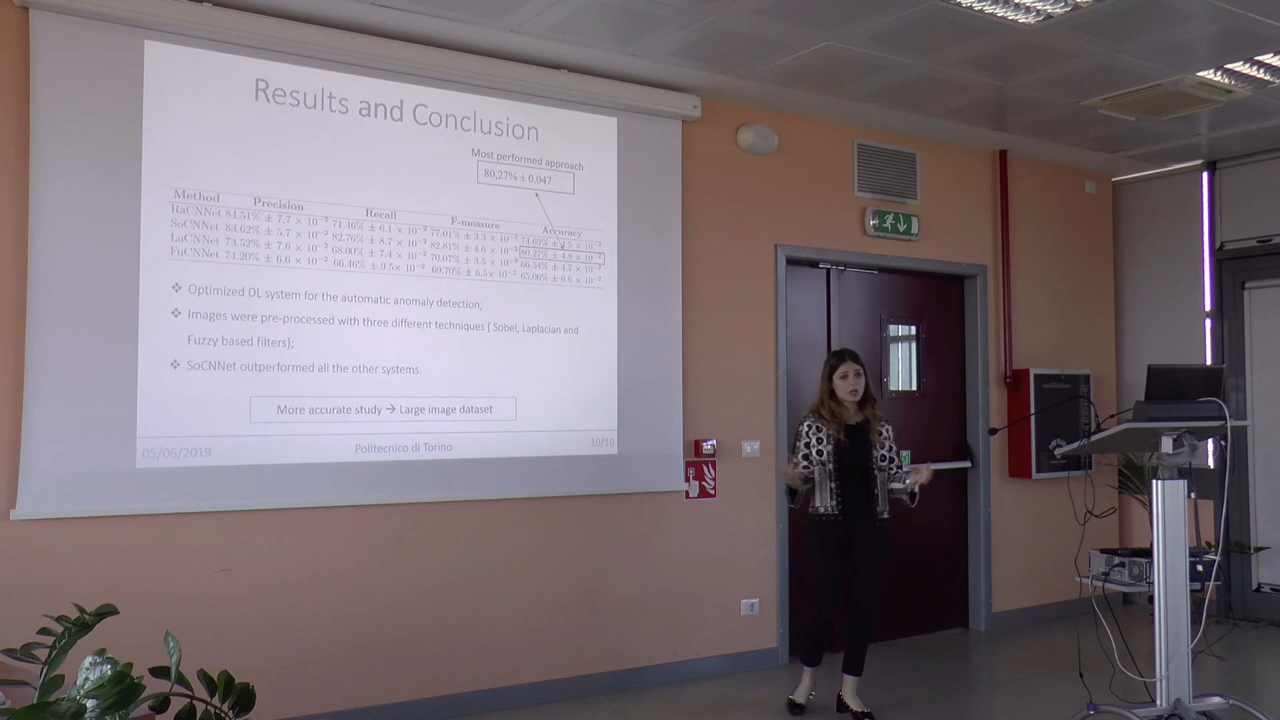 Results and Conclusion
Most performed approach
80,27% ± 0.047
Method Precision Recall F-measure Accuracy
RaCNNet 84.51% ± 7.7 × 10⁻² 71.46% ± 6.1 × 10⁻² 77.01% ± 3.3 × 10⁻² 74.69%
SoCNNet 83.62% ± 5.7 × 10⁻² 82.76% ± 8.7 × 10⁻² 82.81% ± 4.6 × 10⁻² 80.27% ± 4.8 × 10⁻²
LaCNNet 73.52% ± 7.6 × 10⁻² 68.00% ± 7.4 × 10⁻² 70.07% ± 3.5 × 10⁻² 66.54% ± 4.7 × 10⁻²
FuCNNet 74.20% ± 6.6 × 10⁻² 66.46% ± 9.5× 10⁻² 69.70% ± 6.5× 10⁻² 65.06% ± 6.6 × 10⁻²
❖ Optimized DL system for the automatic anomaly detection;
❖ Images were pre-processed with three different techniques ( Sobel, Laplacian and
Fuzzy based filters);
❖ SoCNNet outperformed all the other systems.
More accurate study → Large image dataset
05/06/2019 Politecnico di Torino 10/10